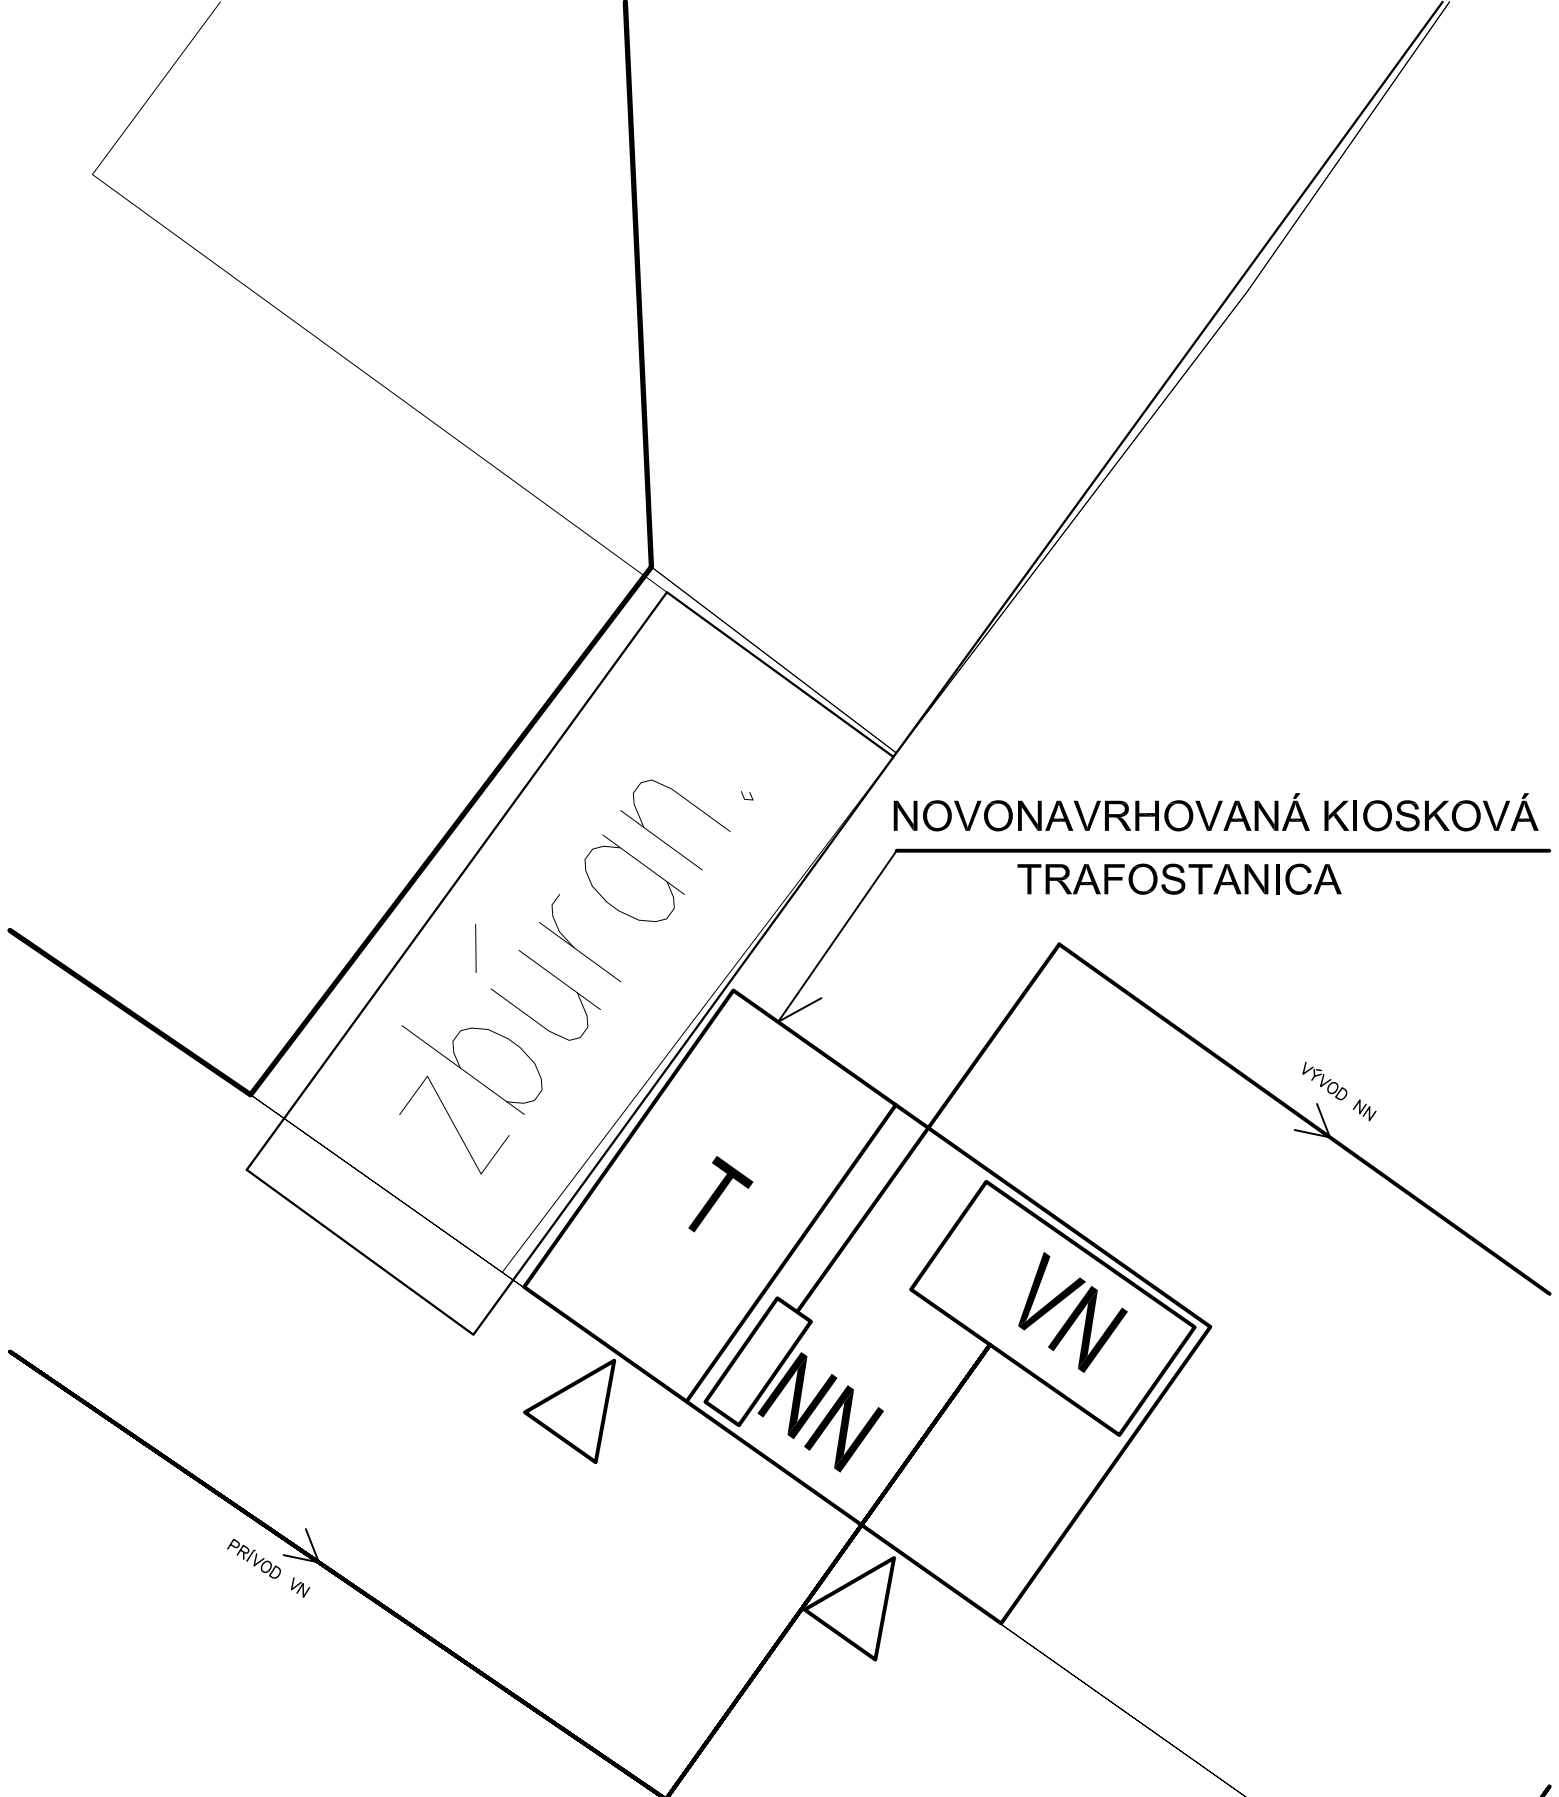 zbúran.
NOVONAVRHOVANÁ KIOSKOVÁ
TRAFOSTANICA
VÝVOD NN
T
VN
NN
PRÍVOD VN